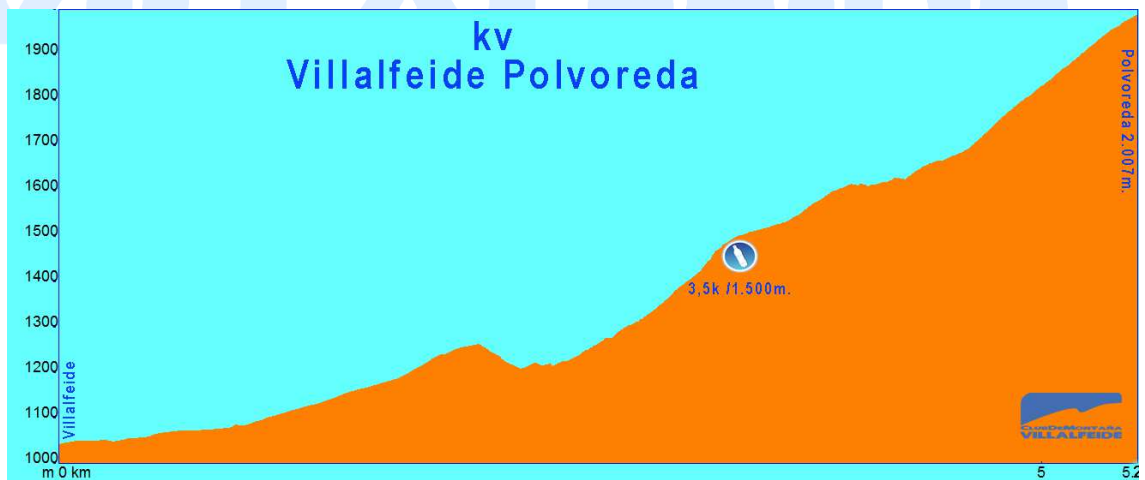 kv
Villalfeide Polvoreda
1900
1800
1700
1600
1500
1400
1300
1200
1100
1000
Villalfeide
Polvoreda 2.007m.
3,5k /1.500m.
CLUBDEMONTAÑA
VILLALFEIDE
m 0 km
5
5.2